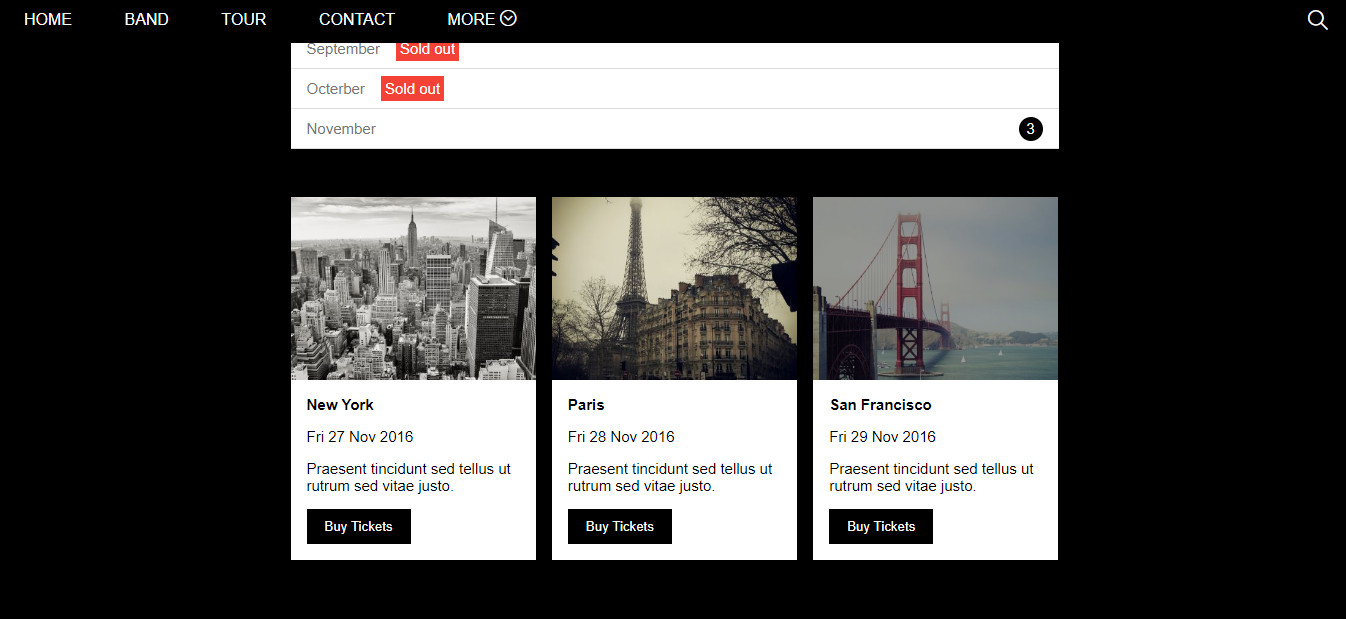 HOME BAND TOUR CONTACT MORE
September Sold out
Octerber Sold out
November 3
New York
Fri 27 Nov 2016
Praesent tincidunt sed tellus ut
rutrum sed vitae justo.
Buy Tickets
Paris
Fri 28 Nov 2016
Praesent tincidunt sed tellus ut
rutrum sed vitae justo.
Buy Tickets
San Francisco
Fri 29 Nov 2016
Praesent tincidunt sed tellus ut
rutrum sed vitae justo.
Buy Tickets